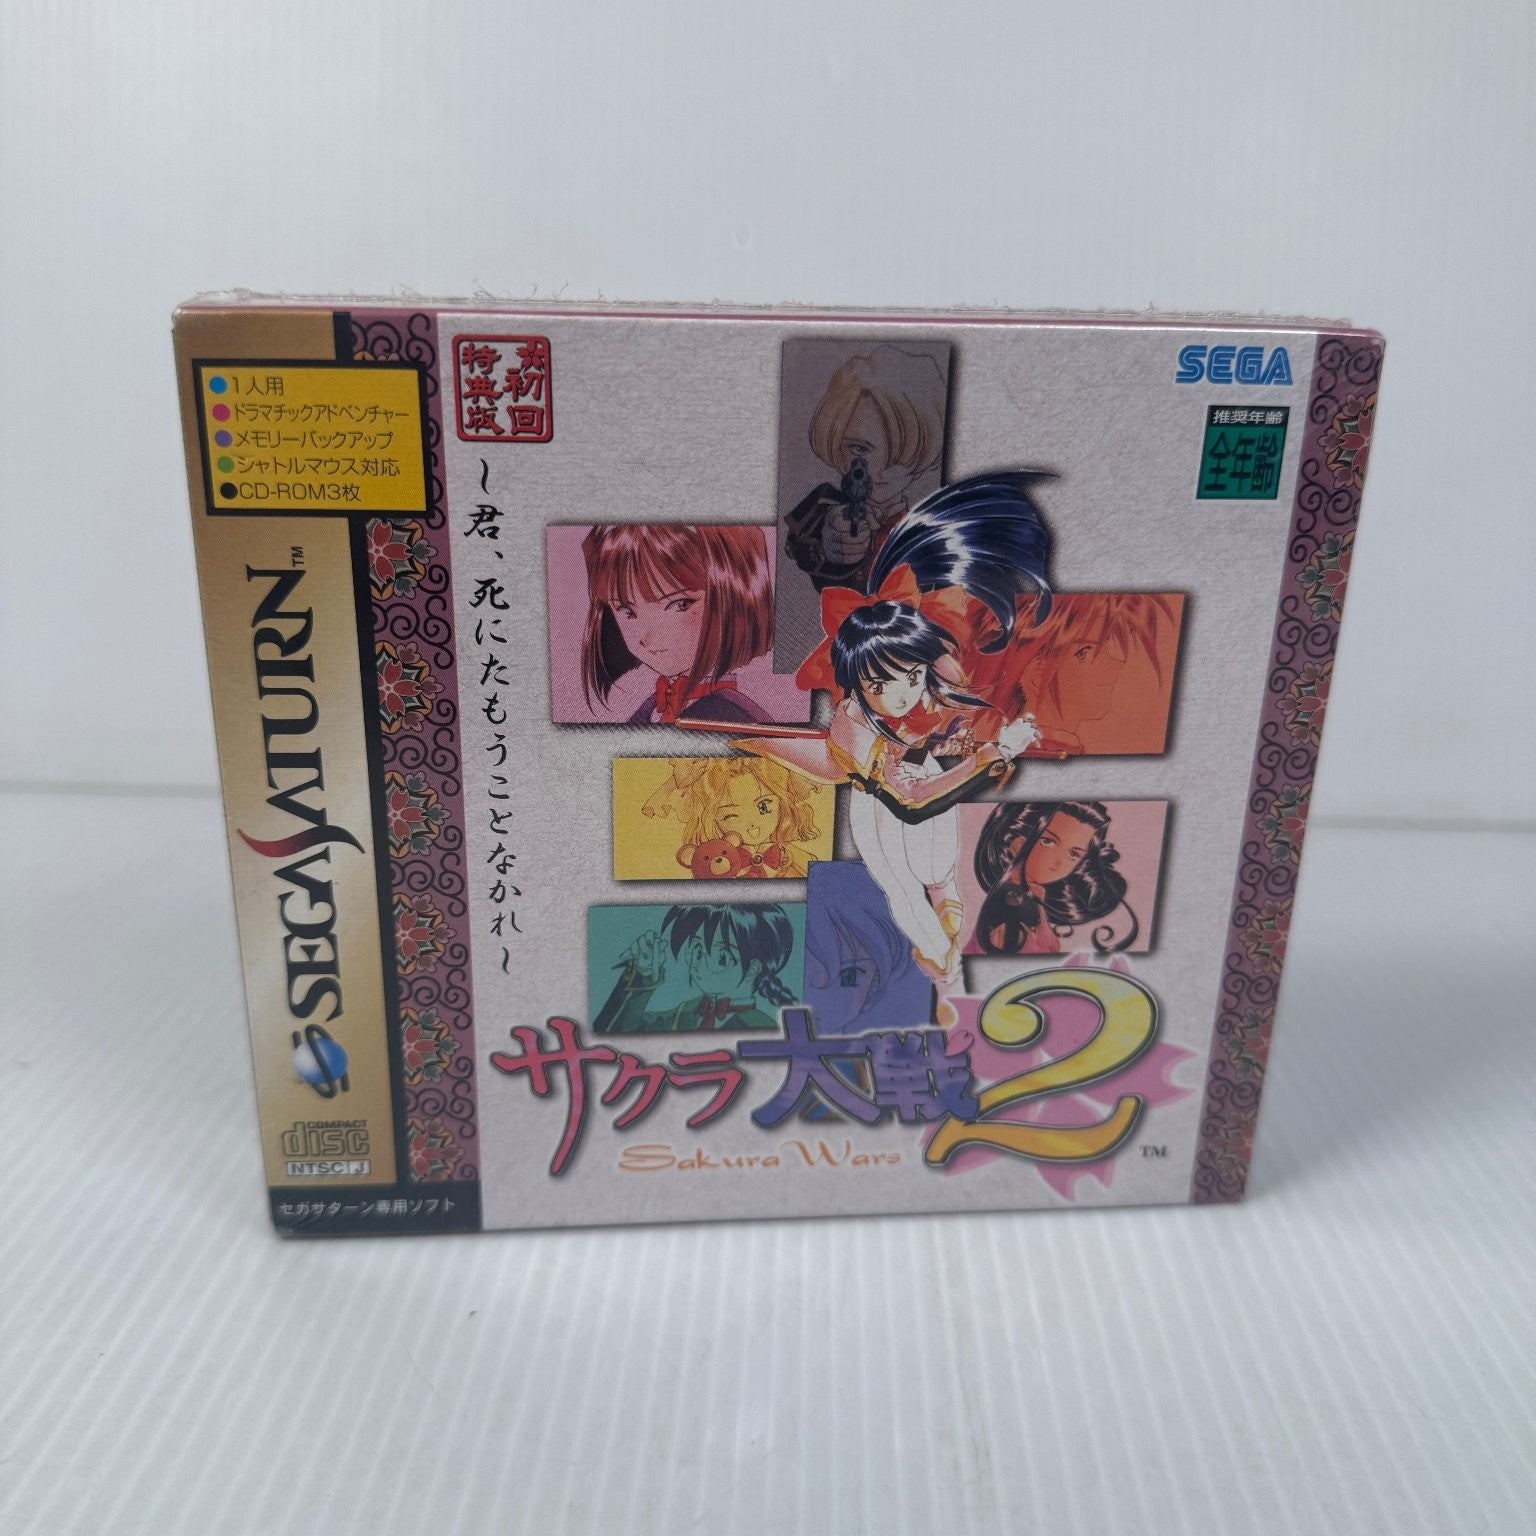 ●1人用
●ドラマチックアドベンチャー
●メモリーバックアップ
●シャトルマウス対応
●CD-ROM3枚
SEGA SATURN™
COMPACT
disc
NTSC J
セガサターン専用ソフト
初回
特典版
～君、死にたもうことなかれ～
SEGA
推奨年齢
全年齢
サクラ大戦2
Sakura Wars
TM